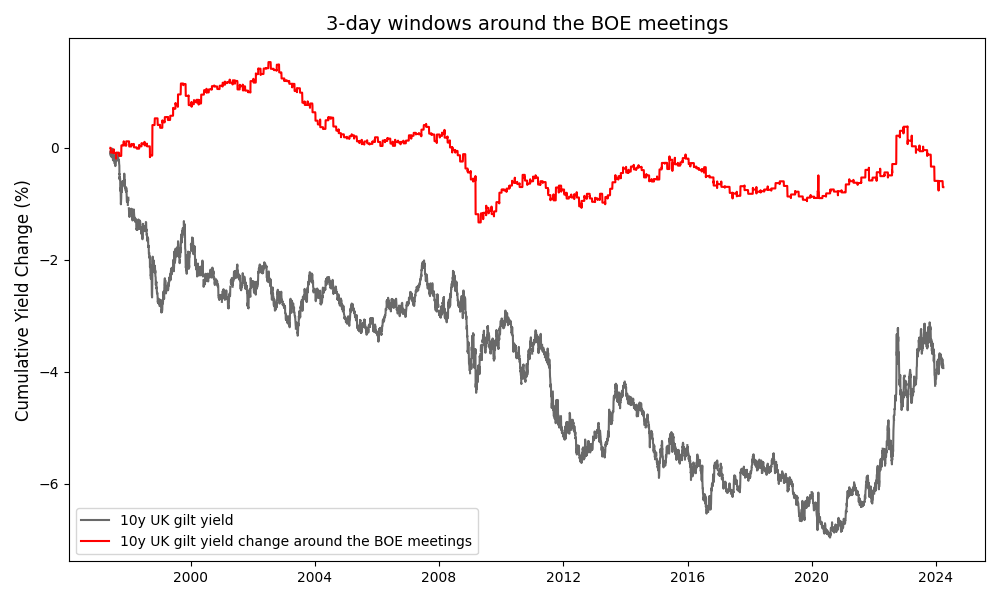 3-day windows around the BOE meetings
Cumulative Yield Change (%)
0
−2
−4
−6
10y UK gilt yield
10y UK gilt yield change around the BOE meetings
2000
2004
2008
2012
2016
2020
2024